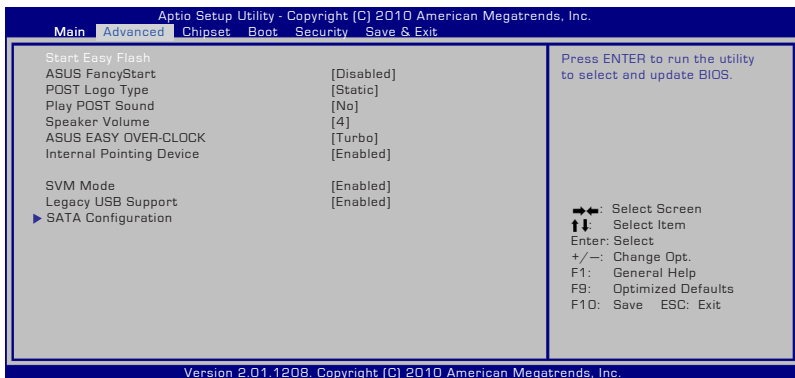 Aptio Setup Utility - Copyright (C) 2010 American Megatrends, Inc.
Main Advanced Chipset Boot Security Save & Exit
Start Easy Flash
ASUS FancyStart [Disabled]
POST Logo Type [Static]
Play POST Sound [No]
Speaker Volume [4]
ASUS EASY OVER-CLOCK [Turbo]
Internal Pointing Device [Enabled]
SVM Mode [Enabled]
Legacy USB Support [Enabled]
SATA Configuration
Press ENTER to run the utility
to select and update BIOS.
→←: Select Screen
↑↓: Select Item
Enter: Select
+/—: Change Opt.
F1: General Help
F9: Optimized Defaults
F10: Save ESC: Exit
Version 2.01.1208. Copyright (C) 2010 American Megatrends, Inc.